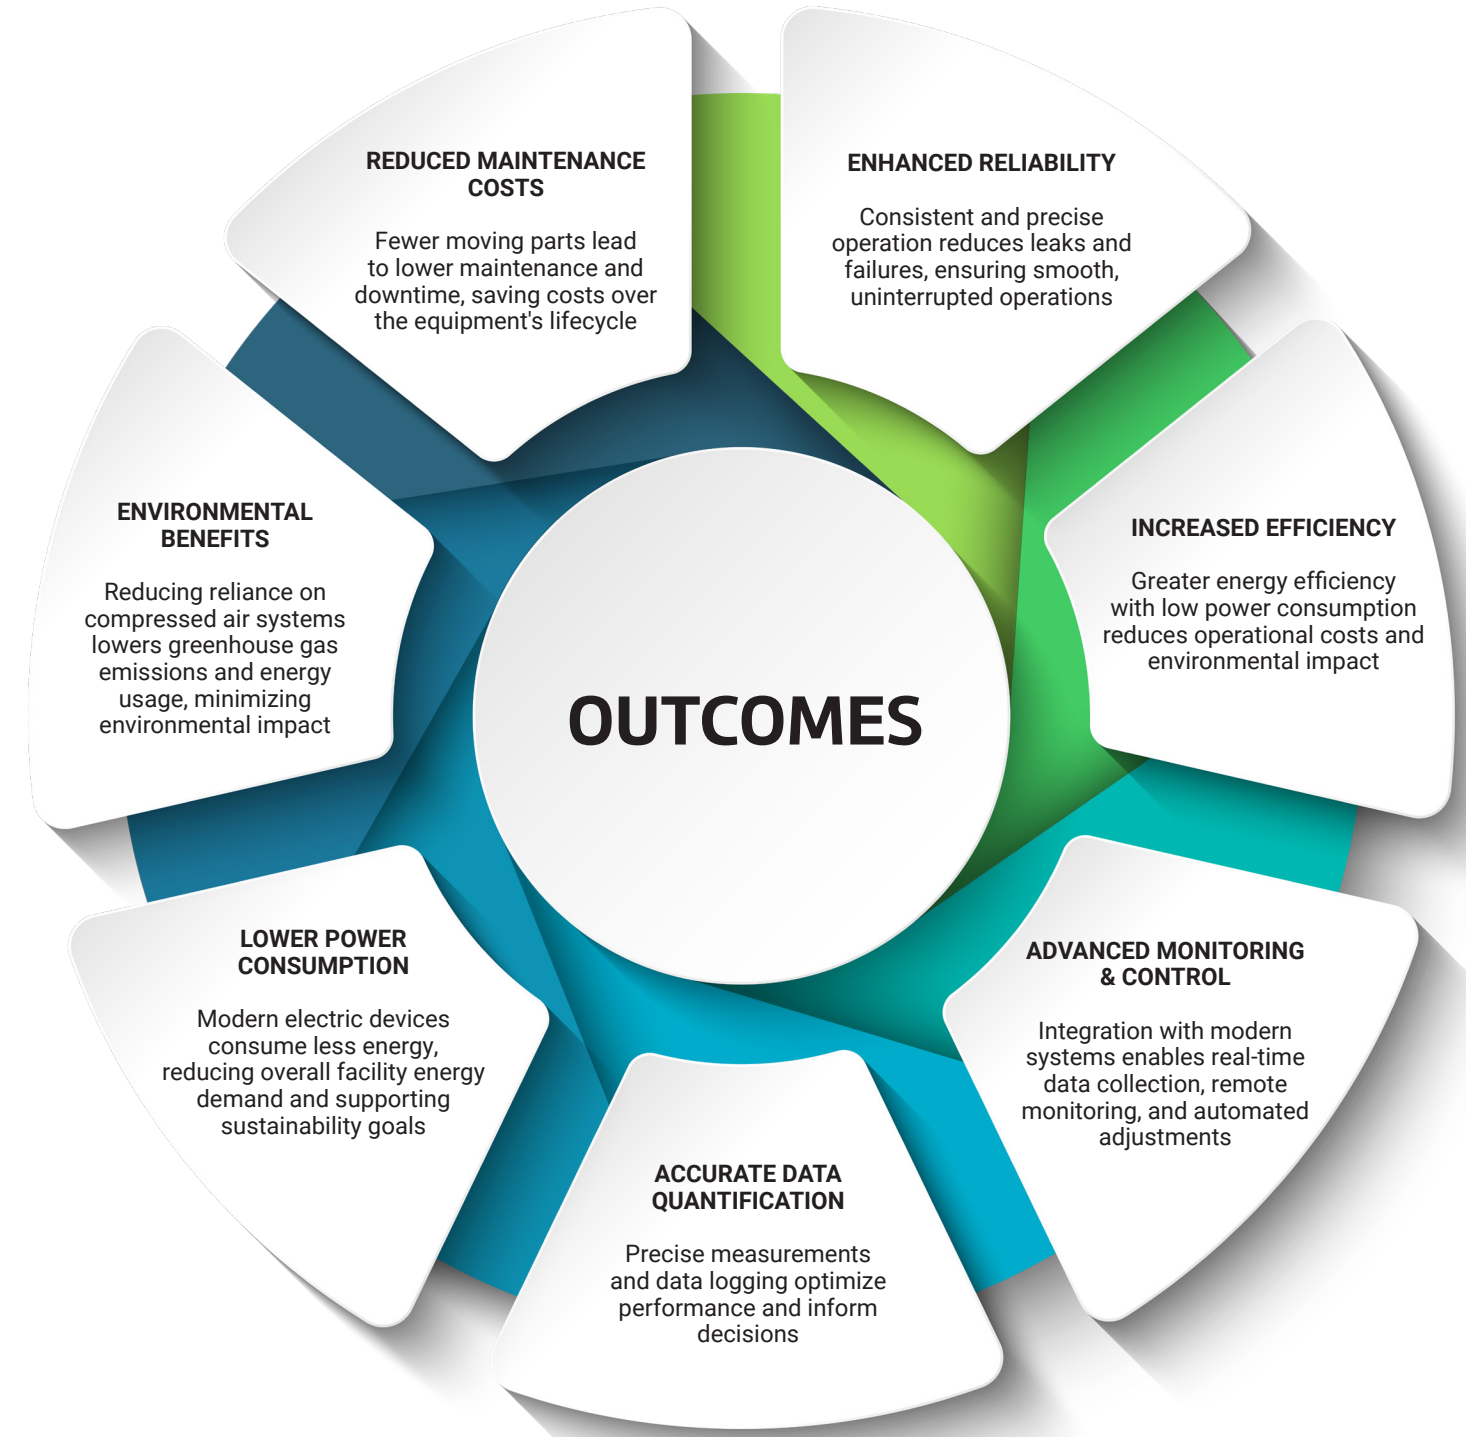 REDUCED MAINTENANCE
COSTS
Fewer moving parts lead
to lower maintenance and
downtime, saving costs over
the equipment's lifecycle
ENHANCED RELIABILITY
Consistent and precise
operation reduces leaks and
failures, ensuring smooth,
uninterrupted operations
INCREASED EFFICIENCY
Greater energy efficiency
with low power consumption
reduces operational costs and
environmental impact
ADVANCED MONITORING
& CONTROL
Integration with modern
systems enables real-time
data collection, remote
monitoring, and automated
adjustments
ACCURATE DATA
QUANTIFICATION
Precise measurements
and data logging optimize
performance and inform
decisions
LOWER POWER
CONSUMPTION
Modern electric devices
consume less energy,
reducing overall facility energy
demand and supporting
sustainability goals
ENVIRONMENTAL
BENEFITS
Reducing reliance on
compressed air systems
lowers greenhouse gas
emissions and energy
usage, minimizing
environmental impact
OUTCOMES